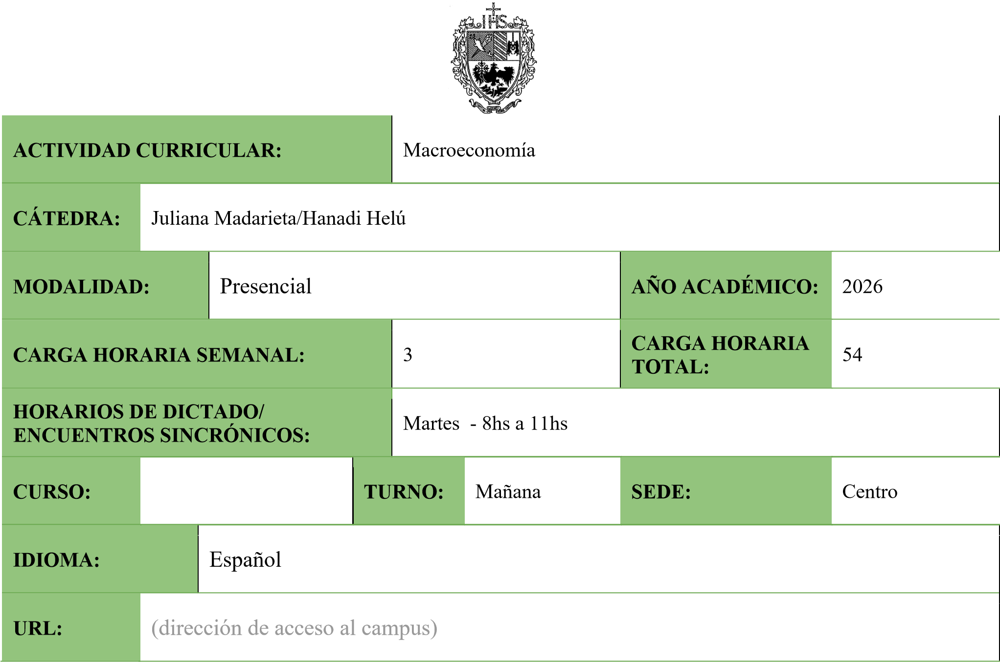 IHS
ACTIVIDAD CURRICULAR: Macroeconomía
CÁTEDRA: Juliana Madarieta/Hanadi Helú
MODALIDAD: Presencial AÑO ACADÉMICO: 2026
CARGA HORARIA SEMANAL: 3 CARGA HORARIA
TOTAL: 54
HORARIOS DE DICTADO/
ENCUENTROS SINCRÓNICOS: Martes - 8hs a 11hs
CURSO: TURNO: Mañana SEDE: Centro
IDIOMA: Español
URL: (dirección de acceso al campus)